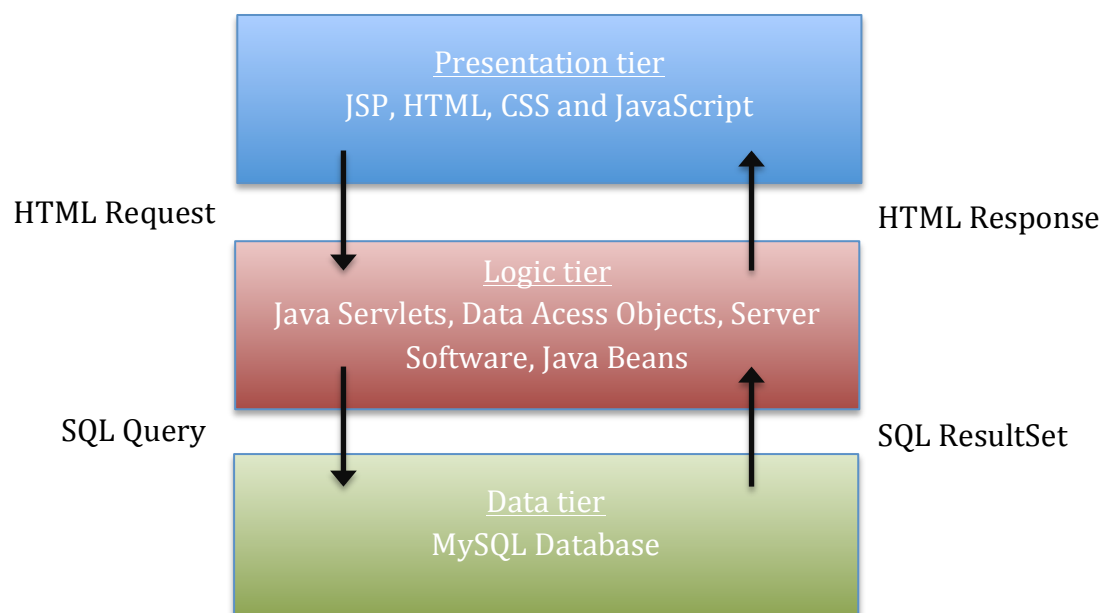 Presentation tier
JSP, HTML, CSS and JavaScript
HTML Request
HTML Response
Logic tier
Java Servlets, Data Acess Objects, Server
Software, Java Beans
SQL Query
SQL ResultSet
Data tier
MySQL Database